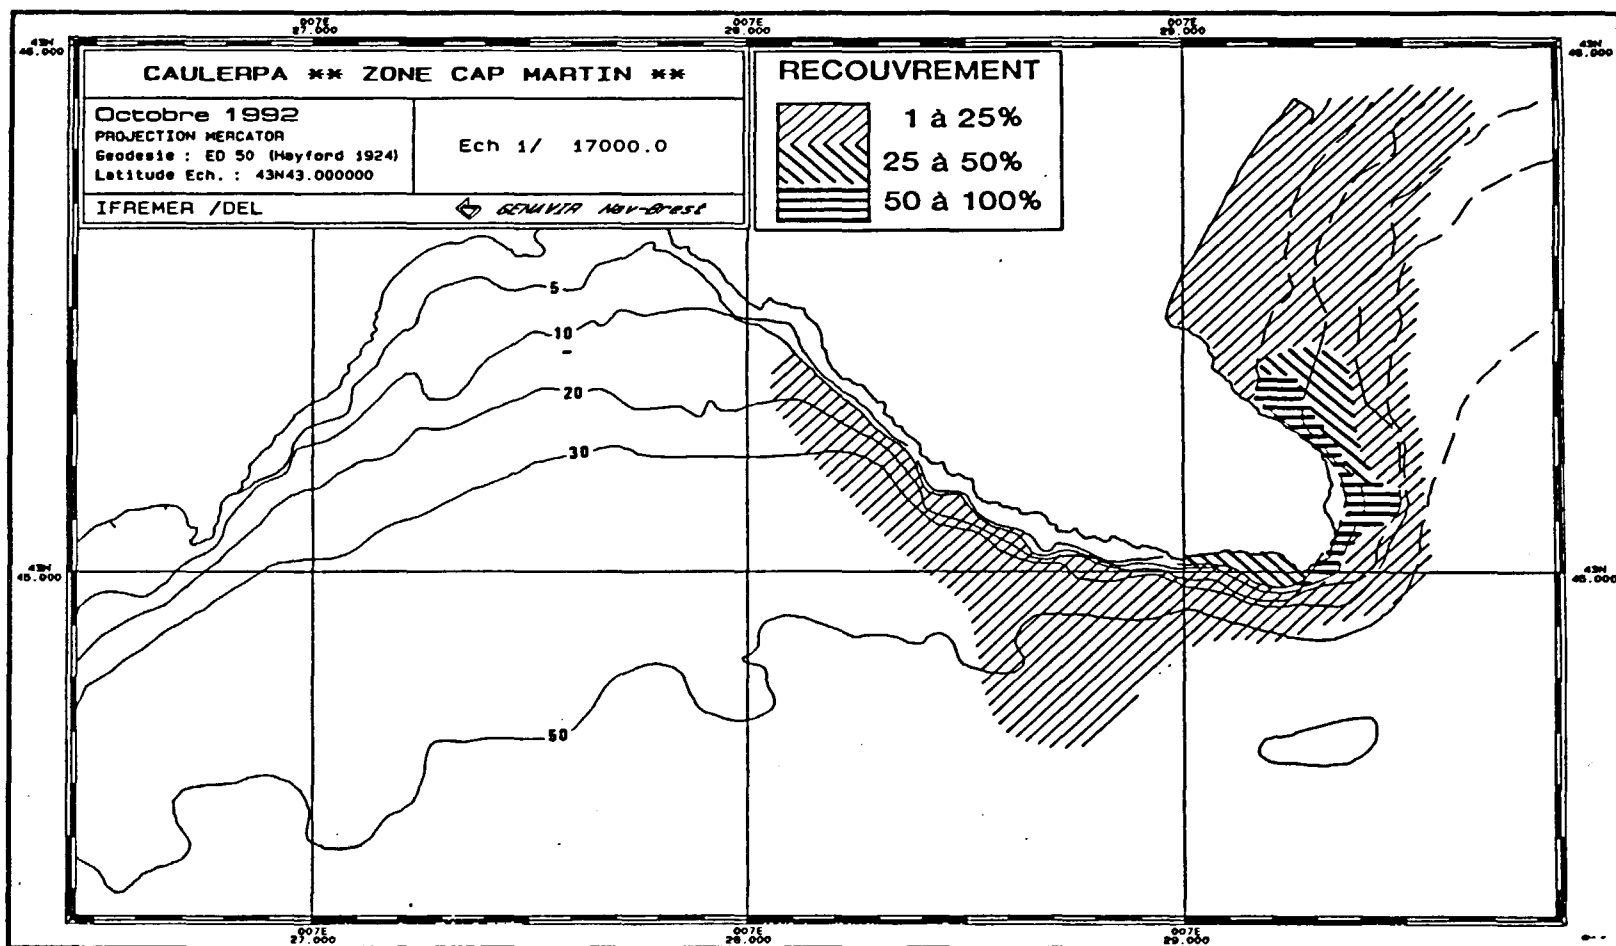 007E
27.000
007E
28.000
007E
29.000
43N
46.000
43N
46.000
CAULERPA ** ZONE CAP MARTIN **
Octobre 1992
PROJECTION MERCATOR
Geodesie : ED 50 (Hayford 1924)
Latitude Ech. : 43N43.000000
Ech 1/ 17000.0
IFREMER /DEL
GENAVIR Nav-Brest
RECOUVREMENT
1 à 25%
25 à 50%
50 à 100%
5
10
20
30
50
43N
45.000
43N
45.000
007E
27.000
007E
28.000
007E
29.000